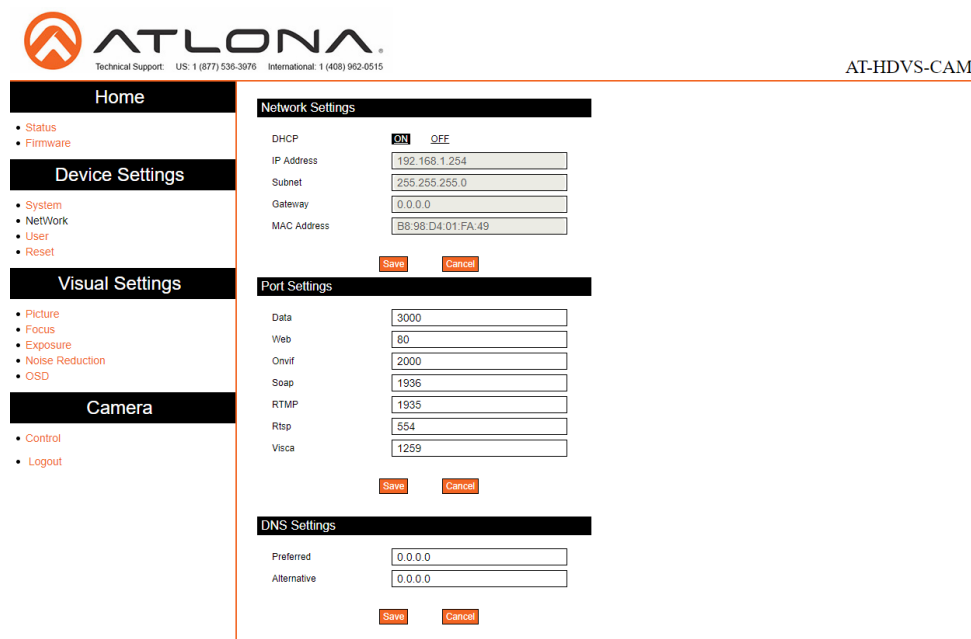 ATLONA.
Technical Support: US: 1 (877) 536-3976 International: 1 (408) 962-0515
AT-HDVS-CAM
Home
Status
Firmware
Device Settings
System
NetWork
User
Reset
Visual Settings
Picture
Focus
Exposure
Noise Reduction
OSD
Camera
Control
Logout
Network Settings
DHCP ON OFF
IP Address 192.168.1.254
Subnet 255.255.255.0
Gateway 0.0.0.0
MAC Address B8:98:D4:01:FA:49
Save Cancel
Port Settings
Data 3000
Web 80
Onvif 2000
Soap 1936
RTMP 1935
Rtsp 554
Visca 1259
Save Cancel
DNS Settings
Preferred 0.0.0.0
Alternative 0.0.0.0
Save Cancel